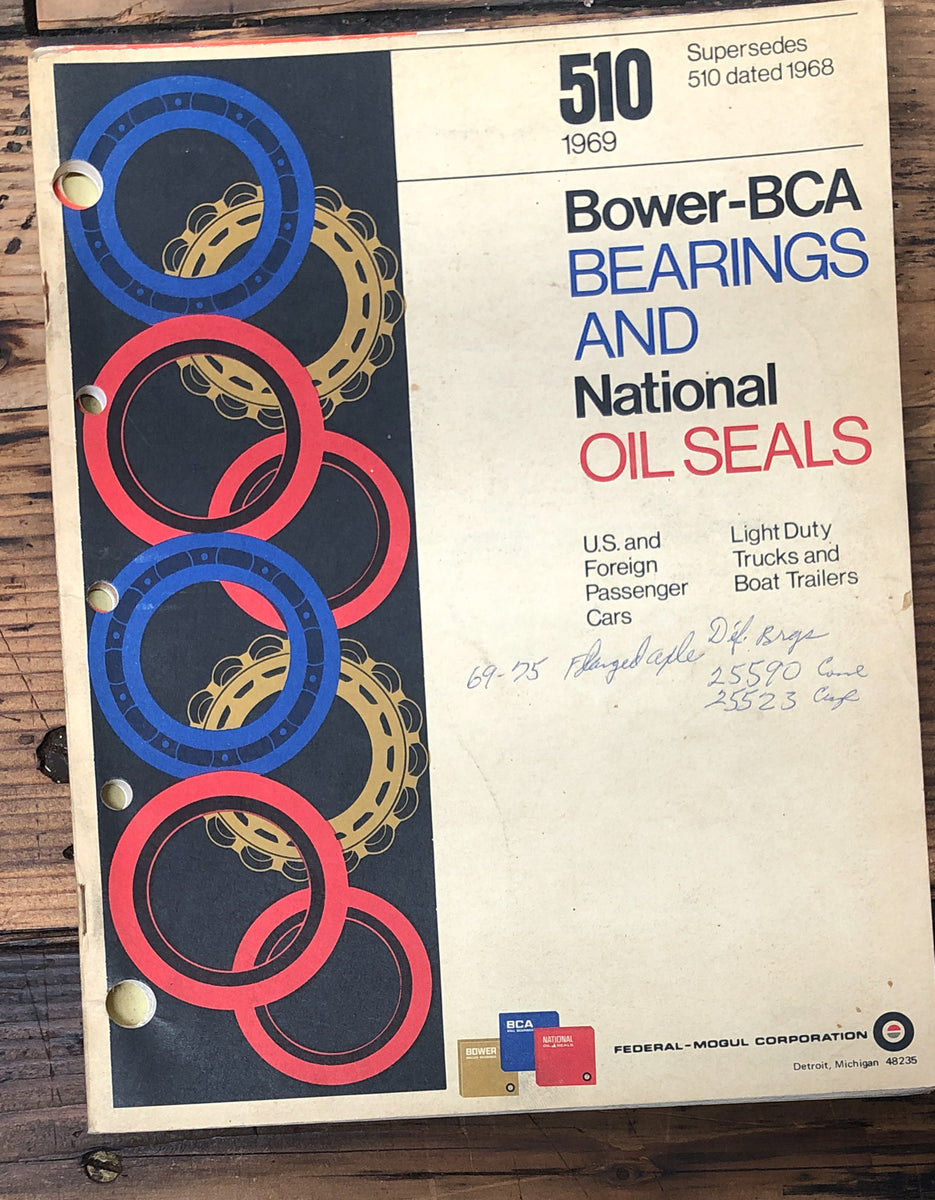 510
1969
Supersedes
510 dated 1968
Bower-BCA
BEARINGS
AND
National
OIL SEALS
U.S. and
Foreign
Passenger
Cars
Light Duty
Trucks and
Boat Trailers
69-75 Flanged axle Dif. Brgs
25590 Cone
25523 Cup
BOWER
BCA
NATIONAL
OIL SEALS
FEDERAL-MOGUL CORPORATION
Detroit, Michigan 48235